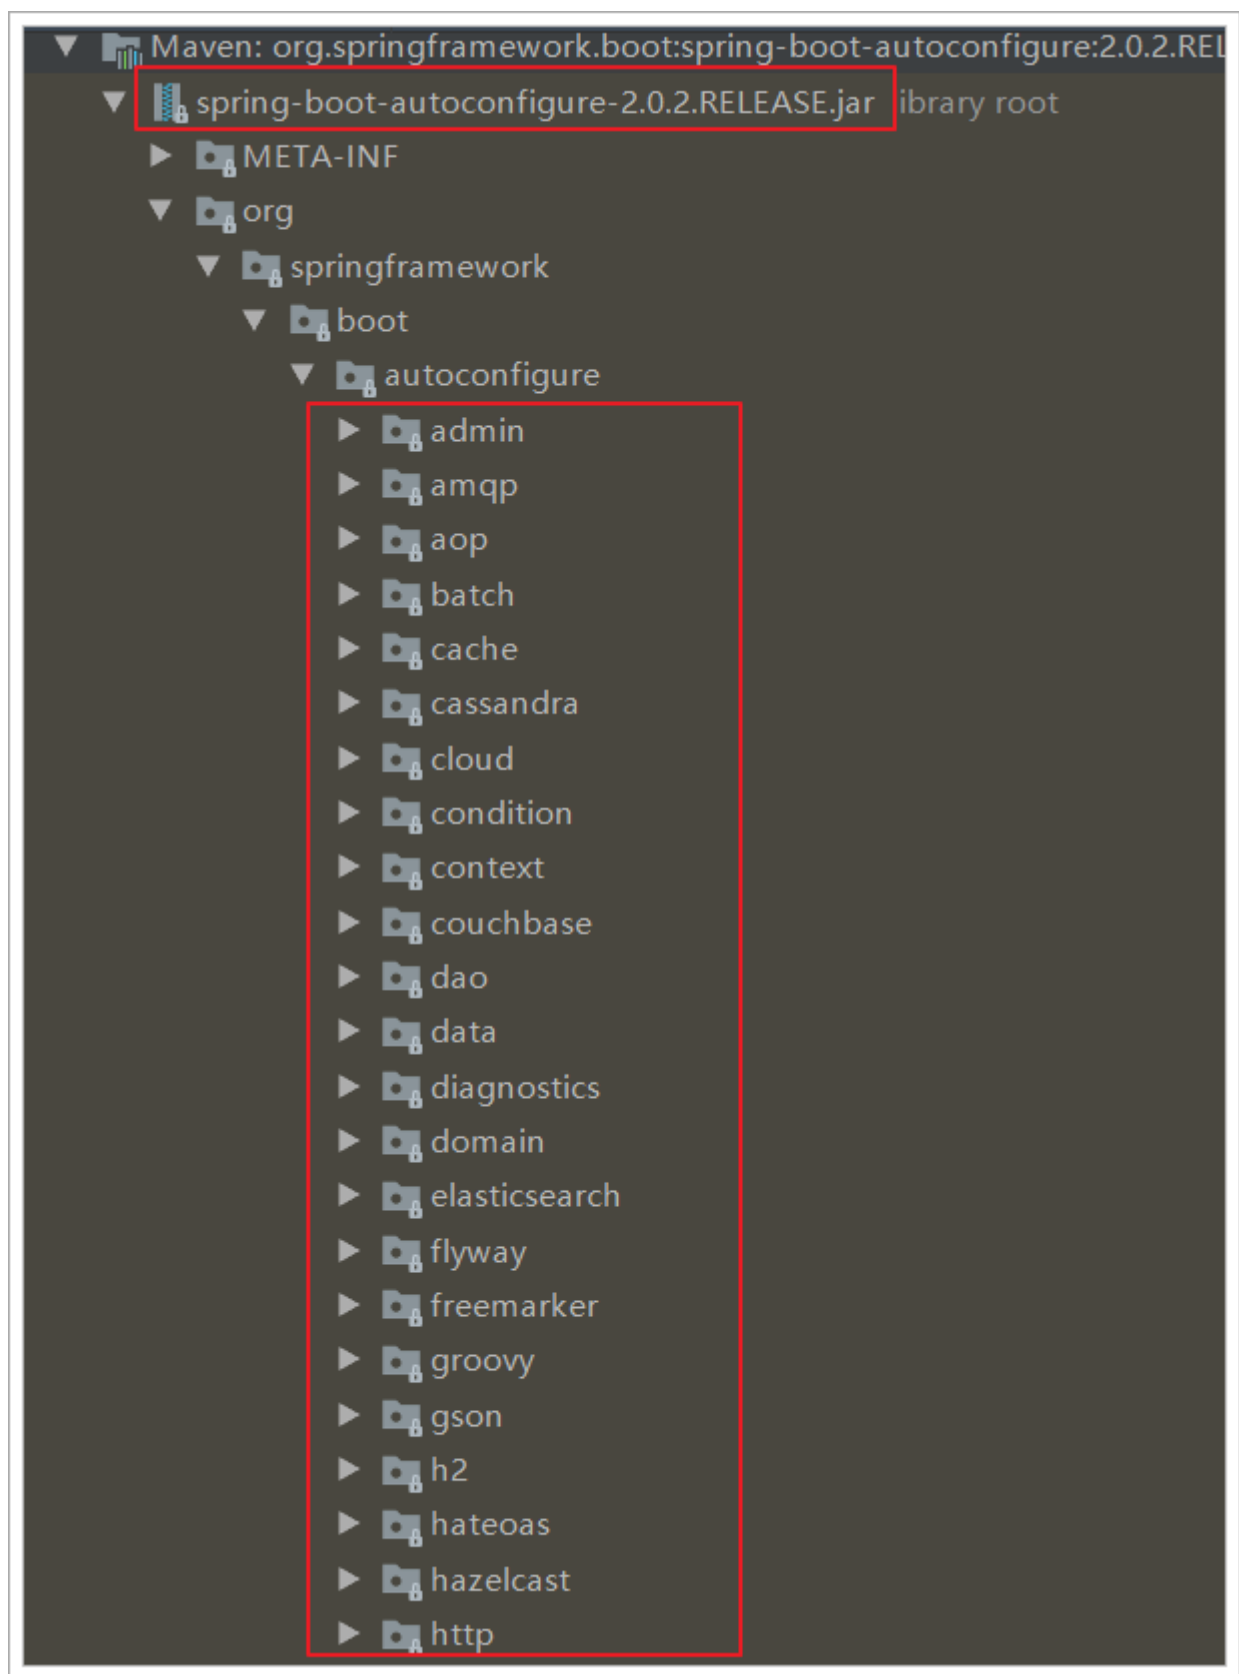 Maven: org.springframework.boot:spring-boot-autoconfigure:2.0.2.REL
spring-boot-autoconfigure-2.0.2.RELEASE.jar ibrary root
META-INF
org
springframework
boot
autoconfigure
admin
amqp
aop
batch
cache
cassandra
cloud
condition
context
couchbase
dao
data
diagnostics
domain
elasticsearch
flyway
freemarker
groovy
gson
h2
hateoas
hazelcast
http